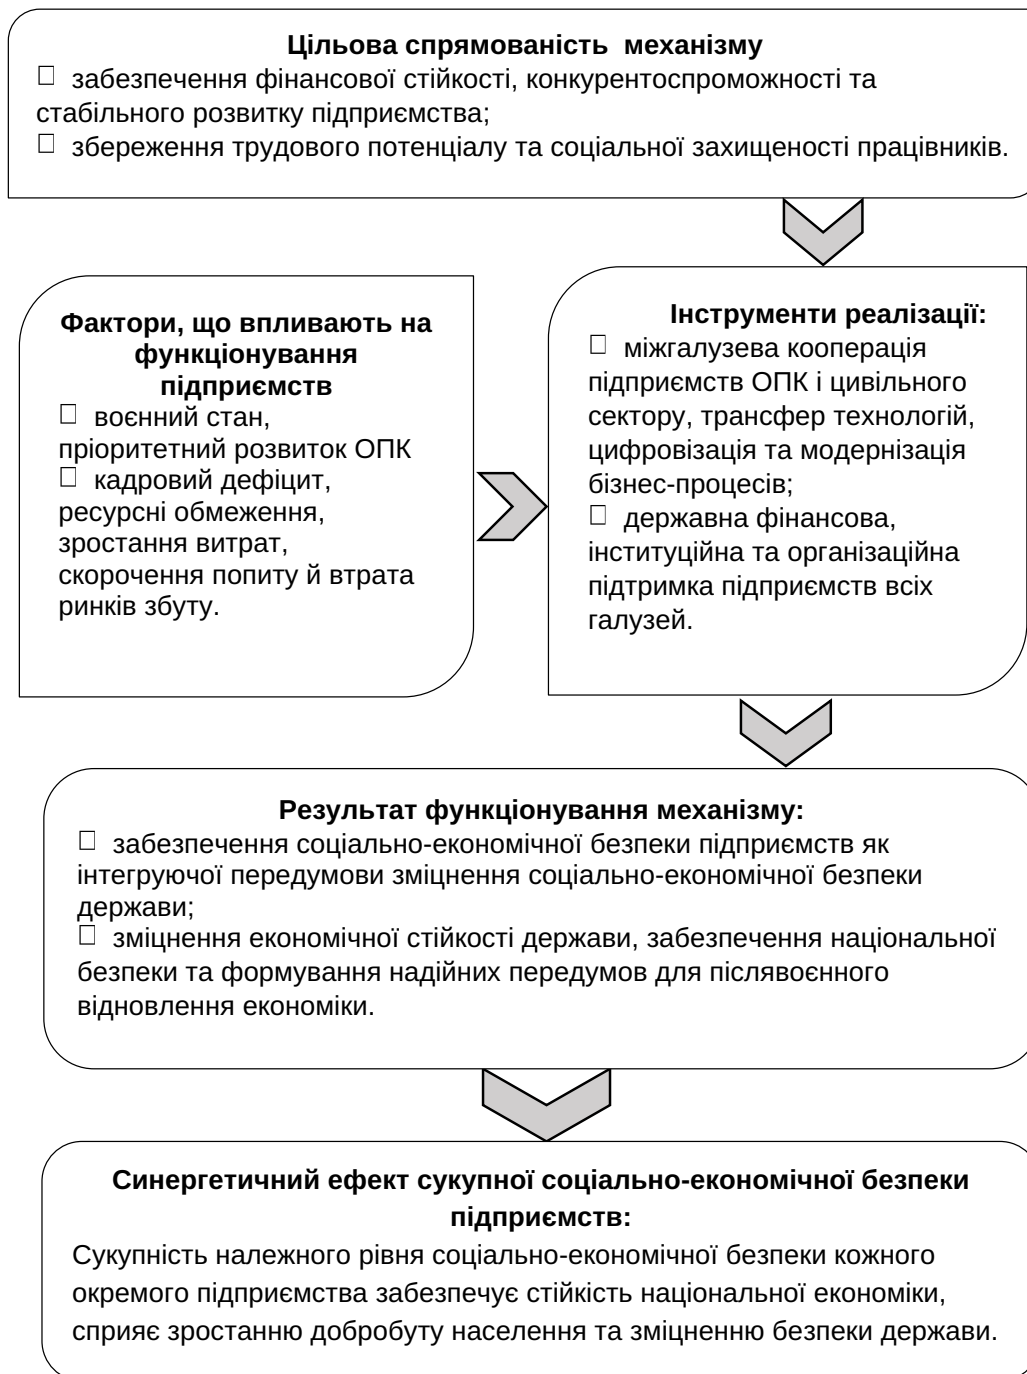 Цільова спрямованість механізму
□ забезпечення фінансової стійкості, конкурентоспроможності та
стабільного розвитку підприємства;
□ збереження трудового потенціалу та соціальної захищеності працівників.
Фактори, що впливають на
функціонування
підприємств
□ воєнний стан,
пріоритетний розвиток ОПК
□ кадровий дефіцит,
ресурсні обмеження,
зростання витрат,
скорочення попиту й втрата
ринків збуту.
Інструменти реалізації:
□ міжгалузева кооперація
підприємств ОПК і цивільного
сектору, трансфер технологій,
цифровізація та модернізація
бізнес-процесів;
□ державна фінансова,
інституційна та організаційна
підтримка підприємств всіх
галузей.
Результат функціонування механізму:
□ забезпечення соціально-економічної безпеки підприємств як
інтегруючої передумови зміцнення соціально-економічної безпеки
держави;
□ зміцнення економічної стійкості держави, забезпечення національної
безпеки та формування надійних передумов для післявоєнного
відновлення економіки.
Синергетичний ефект сукупної соціально-економічної безпеки
підприємств:
Сукупність належного рівня соціально-економічної безпеки кожного
окремого підприємства забезпечує стійкість національної економіки,
сприяє зростанню добробуту населення та зміцненню безпеки держави.